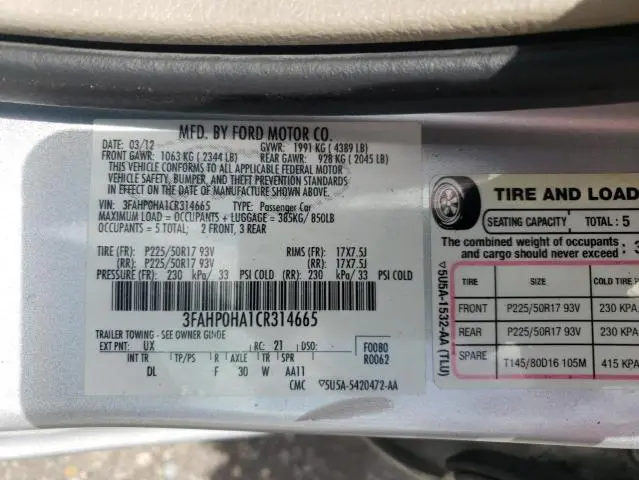 MFD. BY FORD MOTOR CO.
DATE: 03/12 GVWR: 1991 KG ( 4389 LB)
FRONT GAWR: 1063 KG ( 2344 LB) REAR GAWR: 928 KG ( 2045 LB)
THIS VEHICLE CONFORMS TO ALL APPLICABLE FEDERAL MOTOR
VEHICLE SAFETY, BUMPER, AND THEFT PREVENTION STANDARDS
IN EFFECT ON THE DATE OF MANUFACTURE SHOWN ABOVE.
VIN: 3FAHP0HA1CR314665 TYPE: Passenger Car
MAXIMUM LOAD = OCCUPANTS + LUGGAGE = 385KG/ 850LB
OCCUPANTS = 5 TOTAL; 2 FRONT, 3 REAR
TIRE (FR): P225/50R17 93V RIMS (FR): 17X7.5J
(RR): P225/50R17 93V (RR): 17X7.5J
PRESSURE (FR): 230 kPa/ 33 PSI COLD (RR): 230 kPa/ 33 PSI COLD
3FAHP0HA1CR314665
TRAILER TOWING - SEE OWNER GUIDE
EXT PNT: UX RC: 21 DSO: F0080
R0062
INT TR TP/PS R AXLE TR SPR
DL F 30 W AA11
CMC ▽5U5A-5420472-AA
▽5U5A-1532-AA (TLU)
TIRE AND LOAD
SEATING CAPACITY TOTAL : 5
The combined weight of occupants
and cargo should never exceed : 3
TIRE SIZE COLD TIRE
FRONT P225/50R17 93V 230 KPA
REAR P225/50R17 93V 230 KPA
SPARE T145/80D16 105M 415 KPA